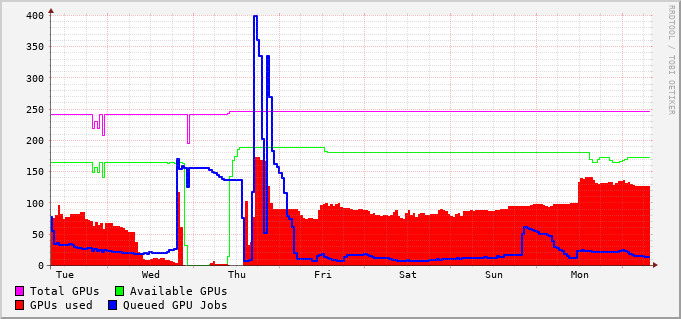 400
350
300
250
200
150
100
50
0
Tue Wed Thu Fri Sat Sun Mon
Total GPUs Available GPUs
GPUs used Queued GPU Jobs
RRDTOOL / TOBI OETIKER